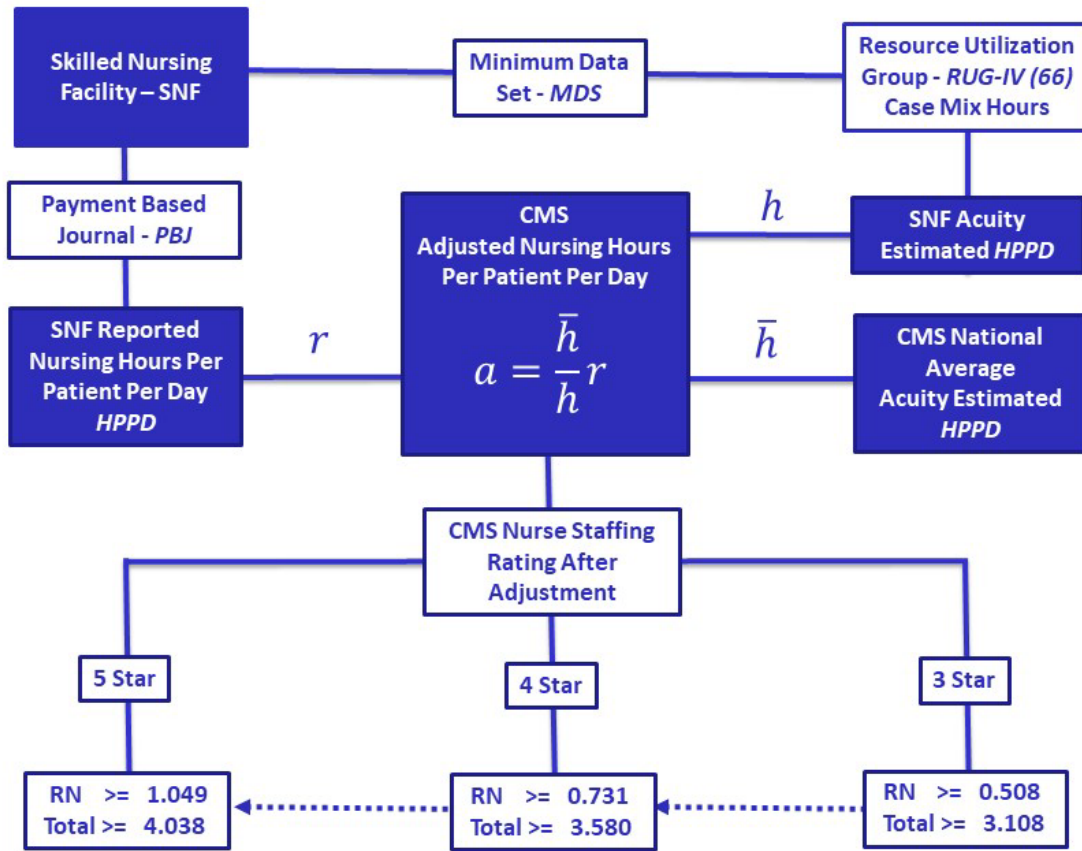 Skilled Nursing
Facility – SNF
Minimum Data
Set - MDS
Resource Utilization
Group - RUG-IV (66)
Case Mix Hours
Payment Based
Journal - PBJ
CMS
Adjusted Nursing Hours
Per Patient Per Day
a = h̄/h r
h
SNF Acuity
Estimated HPPD
SNF Reported
Nursing Hours Per
Patient Per Day
HPPD
r
h̄
CMS National
Average
Acuity Estimated
HPPD
CMS Nurse Staffing
Rating After
Adjustment
5 Star
4 Star
3 Star
RN >= 1.049
Total >= 4.038
RN >= 0.731
Total >= 3.580
RN >= 0.508
Total >= 3.108